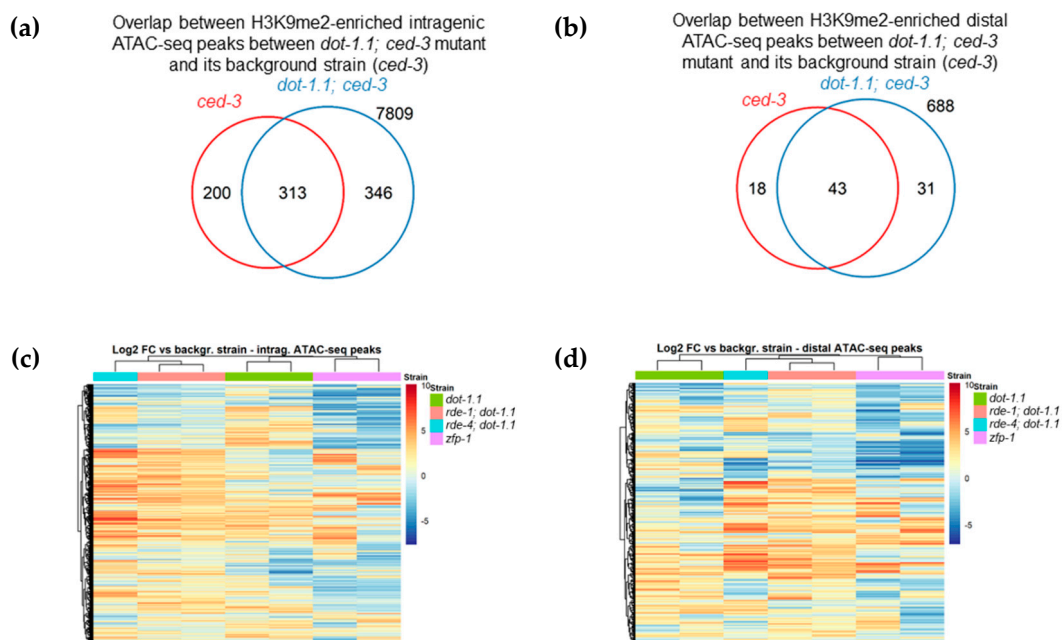 (a)
Overlap between H3K9me2-enriched intragenic
ATAC-seq peaks between dot-1.1; ced-3 mutant
and its background strain (ced-3)
ced-3
dot-1.1; ced-3
7809
200
313
346
(b)
Overlap between H3K9me2-enriched distal
ATAC-seq peaks between dot-1.1; ced-3
mutant and its background strain (ced-3)
ced-3
dot-1.1; ced-3
688
18
43
31
(c)
Log2 FC vs backgr. strain - intrag. ATAC-seq peaks
Strain
10
5
0
-5
Strain
dot-1.1
rde-1; dot-1.1
rde-4; dot-1.1
zfp-1
(d)
Log2 FC vs backgr. strain - distal ATAC-seq peaks
Strain
10
5
0
-5
Strain
dot-1.1
rde-1; dot-1.1
rde-4; dot-1.1
zfp-1